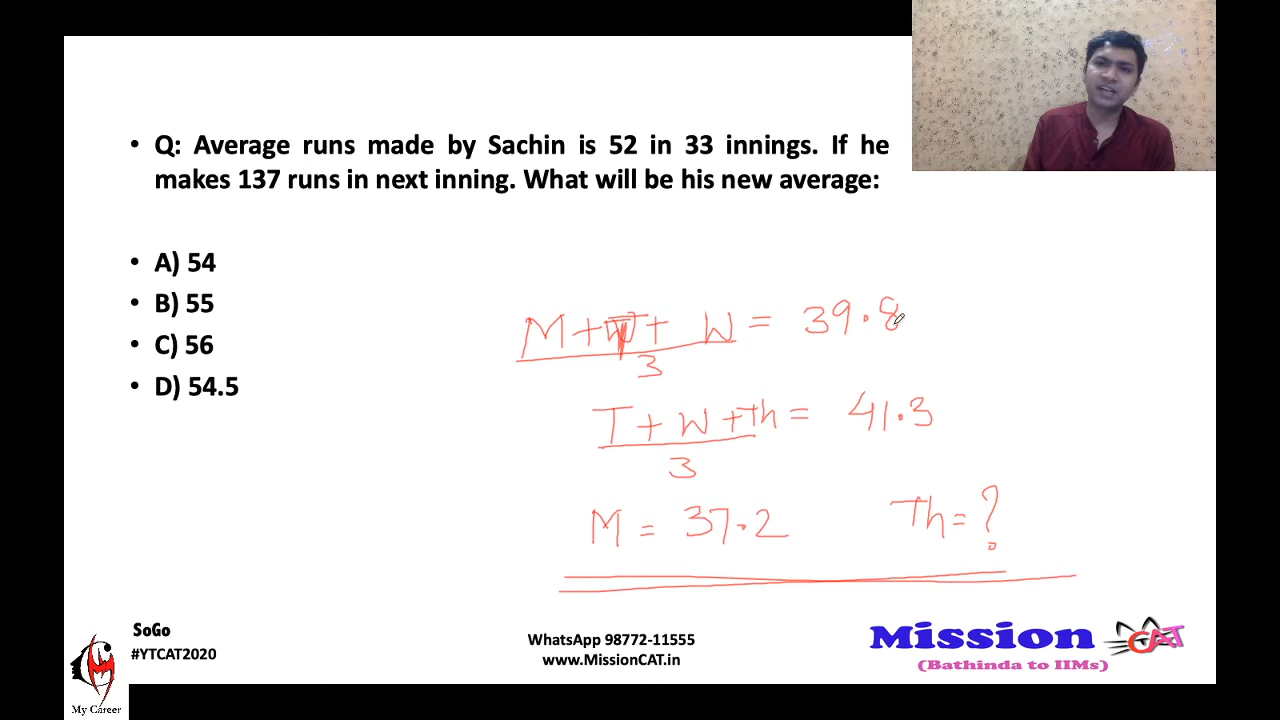 • Q: Average runs made by Sachin is 52 in 33 innings. If he
makes 137 runs in next inning. What will be his new average:
• A) 54
• B) 55
• C) 56
• D) 54.5
M+T+ W = 39.8
3
T + W +Th = 41.3
3
M = 37.2 Th = ?
SoGo
#YTCAT2020
My Career
WhatsApp 98772-11555
www.MissionCAT.in
Mission CAT
(Bathinda to IIMs)